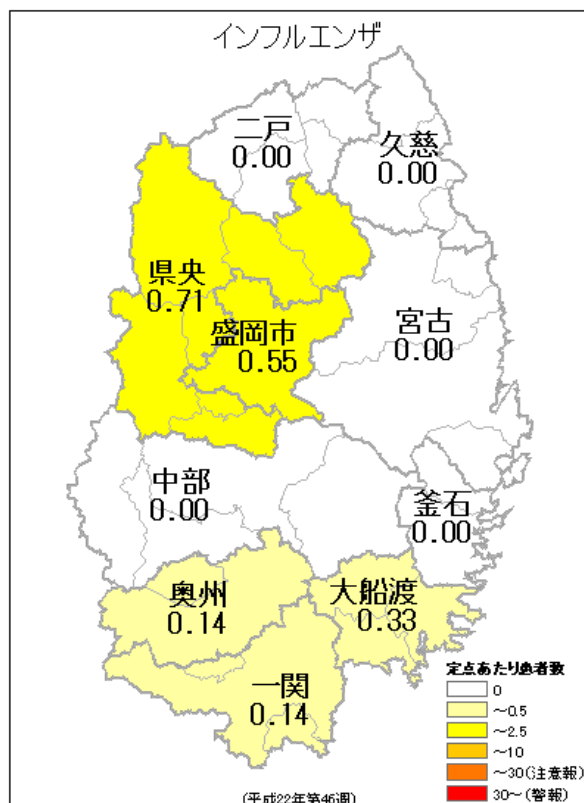 インフルエンザ
二戸
0.00
久慈
0.00
県央
0.71
盛岡市
0.55
宮古
0.00
中部
0.00
釜石
0.00
奥州
0.14
大船渡
0.33
一関
0.14
定点あたり患者数
0
～0.5
～2.5
～10
～30(注意報)
30～(警報)
(平成22年第46週)